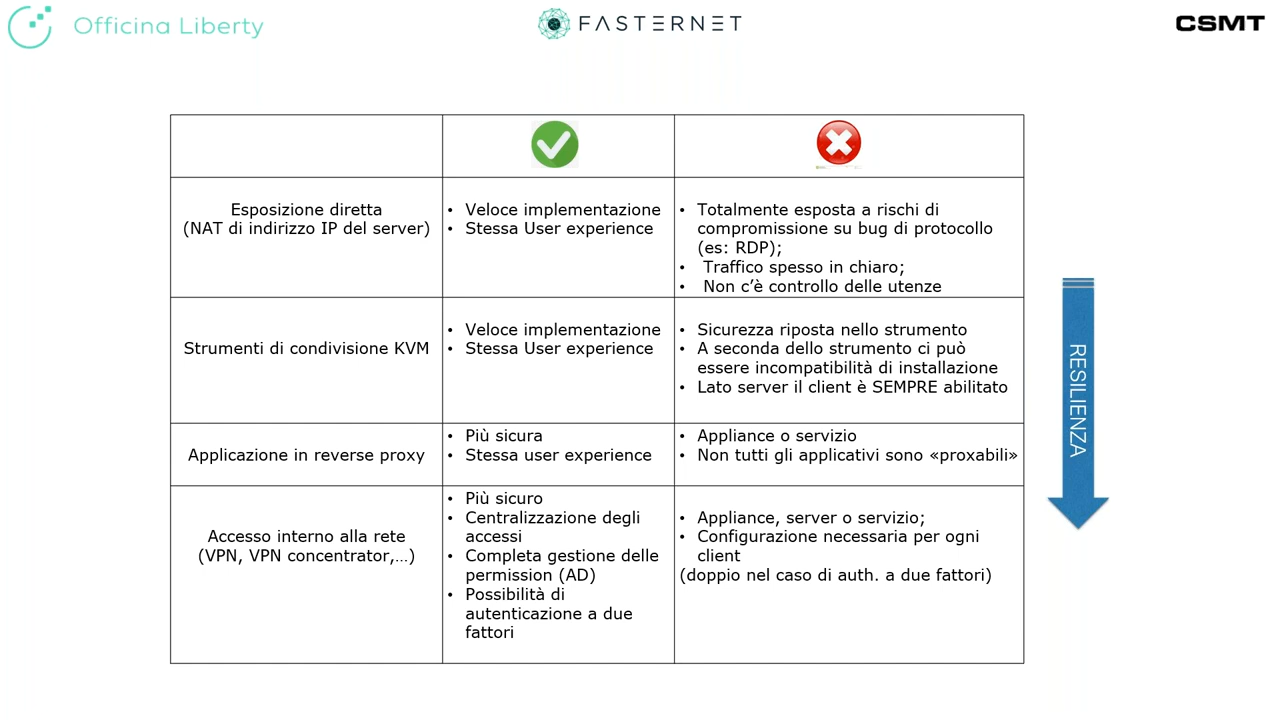 Officina Liberty
FASTERNET
CSMT
Esposizione diretta
(NAT di indirizzo IP del server)
• Veloce implementazione
• Stessa User experience
• Totalmente esposta a rischi di
compromissione su bug di protocollo
(es: RDP);
• Traffico spesso in chiaro;
• Non c’è controllo delle utenze
Strumenti di condivisione KVM
• Veloce implementazione
• Stessa User experience
• Sicurezza riposta nello strumento
• A seconda dello strumento ci può
essere incompatibilità di installazione
• Lato server il client è SEMPRE abilitato
Applicazione in reverse proxy
• Più sicura
• Stessa user experience
• Appliance o servizio
• Non tutti gli applicativi sono «proxabili»
Accesso interno alla rete
(VPN, VPN concentrator,…)
• Più sicuro
• Centralizzazione degli
accessi
• Completa gestione delle
permission (AD)
• Possibilità di
autenticazione a due
fattori
• Appliance, server o servizio;
• Configurazione necessaria per ogni
client
(doppio nel caso di auth. a due fattori)
RESILIENZA